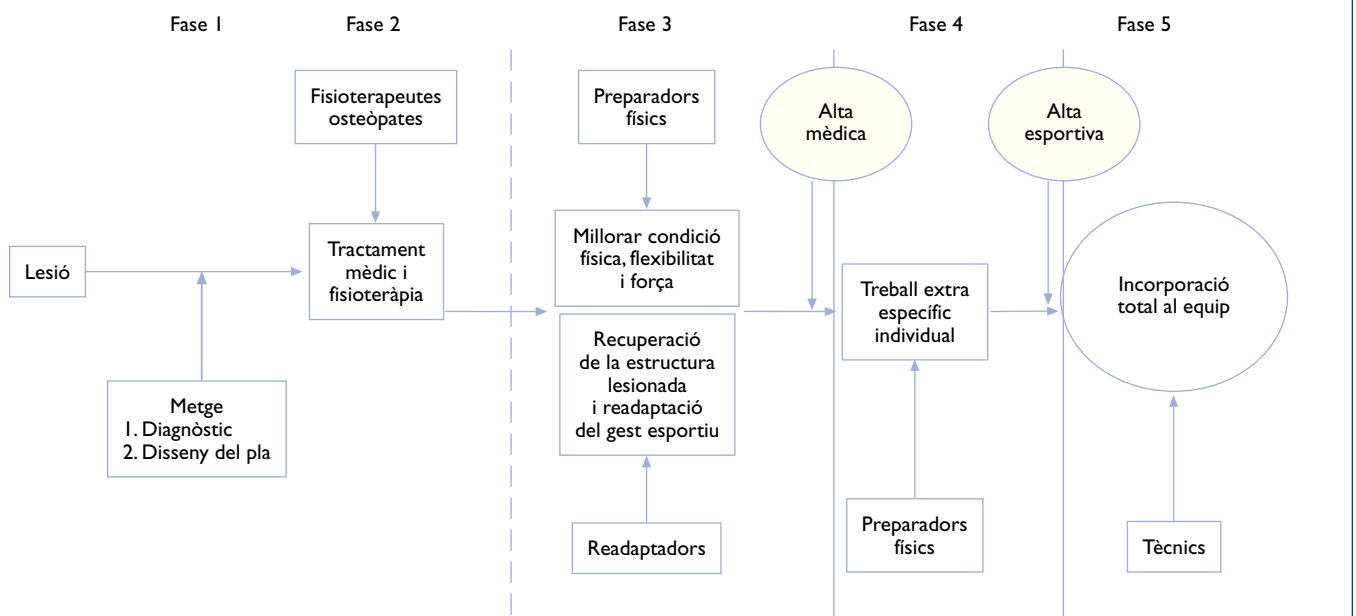 Fase 1
Fase 2
Fase 3
Fase 4
Fase 5
Fisioterapeutes
osteòpates
Preparadors
físics
Alta
mèdica
Alta
esportiva
Lesió
Tractament
mèdic i
fisioteràpia
Millorar condició
física, flexibilitat
i força
Treball extra
específic
individual
Incorporació
total al equip
Recuperació
de la estructura
lesionada
i readaptació
del gest esportiu
Metge
1. Diagnòstic
2. Disseny del pla
Readaptadors
Preparadors
físics
Tècnics